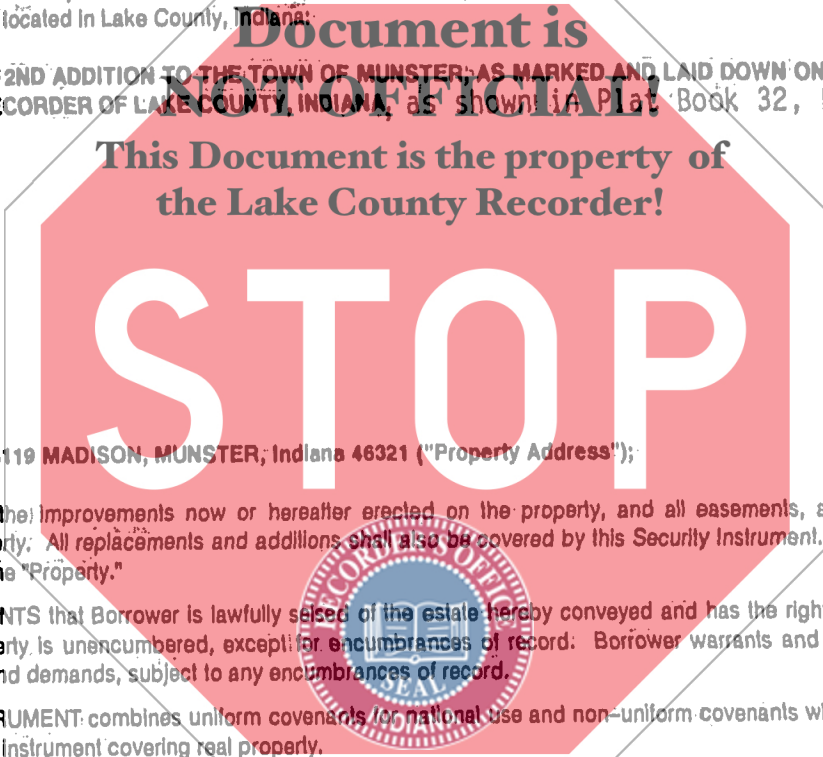 located in Lake County, Indiana:
Document is
2ND ADDITION TO THE TOWN OF MUNSTER, AS MARKED AND LAID DOWN ON
NOT OFFICIAL!
CORDER OF LAKE COUNTY, INDIANA, as shown in Plat Book 32,
This Document is the property of
the Lake County Recorder!
STOP
119 MADISON, MUNSTER, Indiana 46321 ("Property Address");
the improvements now or hereafter erected on the property, and all easements, a
rty. All replacements and additions shall also be covered by this Security Instrument.
e "Property."
NTS that Borrower is lawfully seised of the estate hereby conveyed and has the right
erty is unencumbered, except for encumbrances of record. Borrower warrants and
nd demands, subject to any encumbrances of record.
RUMENT combines uniform covenants for national use and non-uniform covenants wi
instrument covering real property.
RECORDER'S OFFICE
SEAL
INDIANA